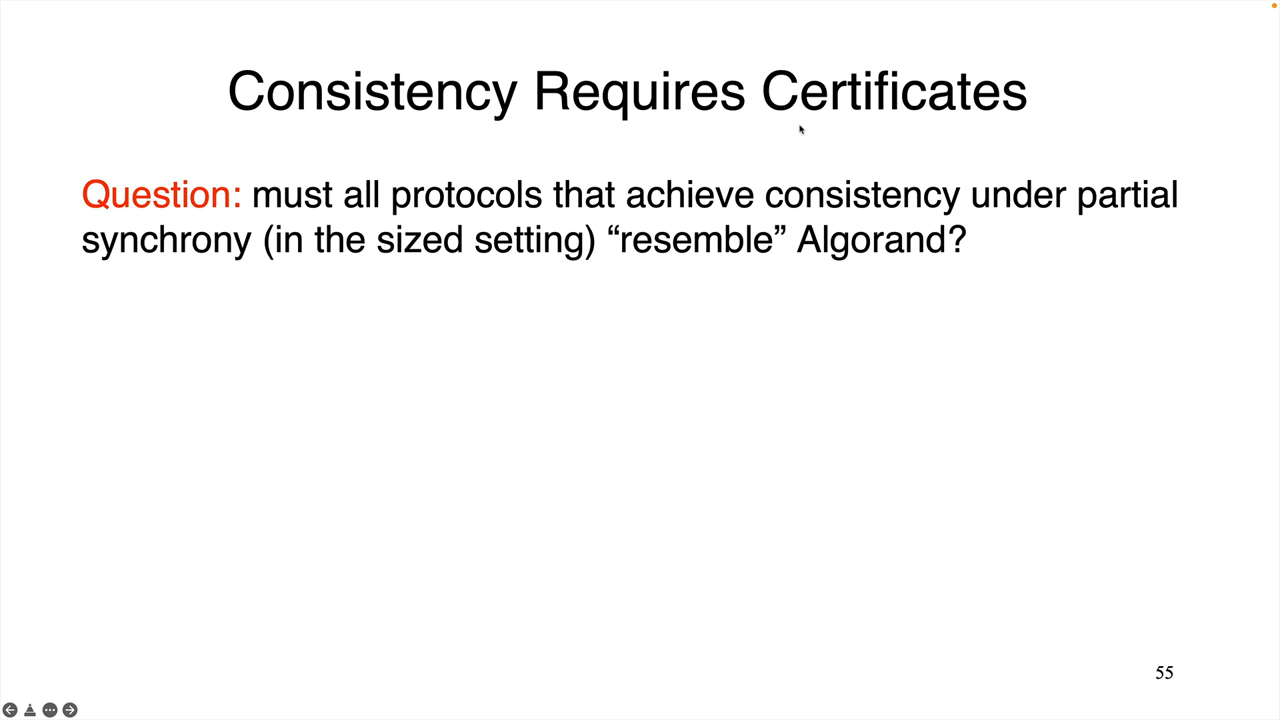 Consistency Requires Certificates
Question: must all protocols that achieve consistency under partial
synchrony (in the sized setting) “resemble” Algorand?
55